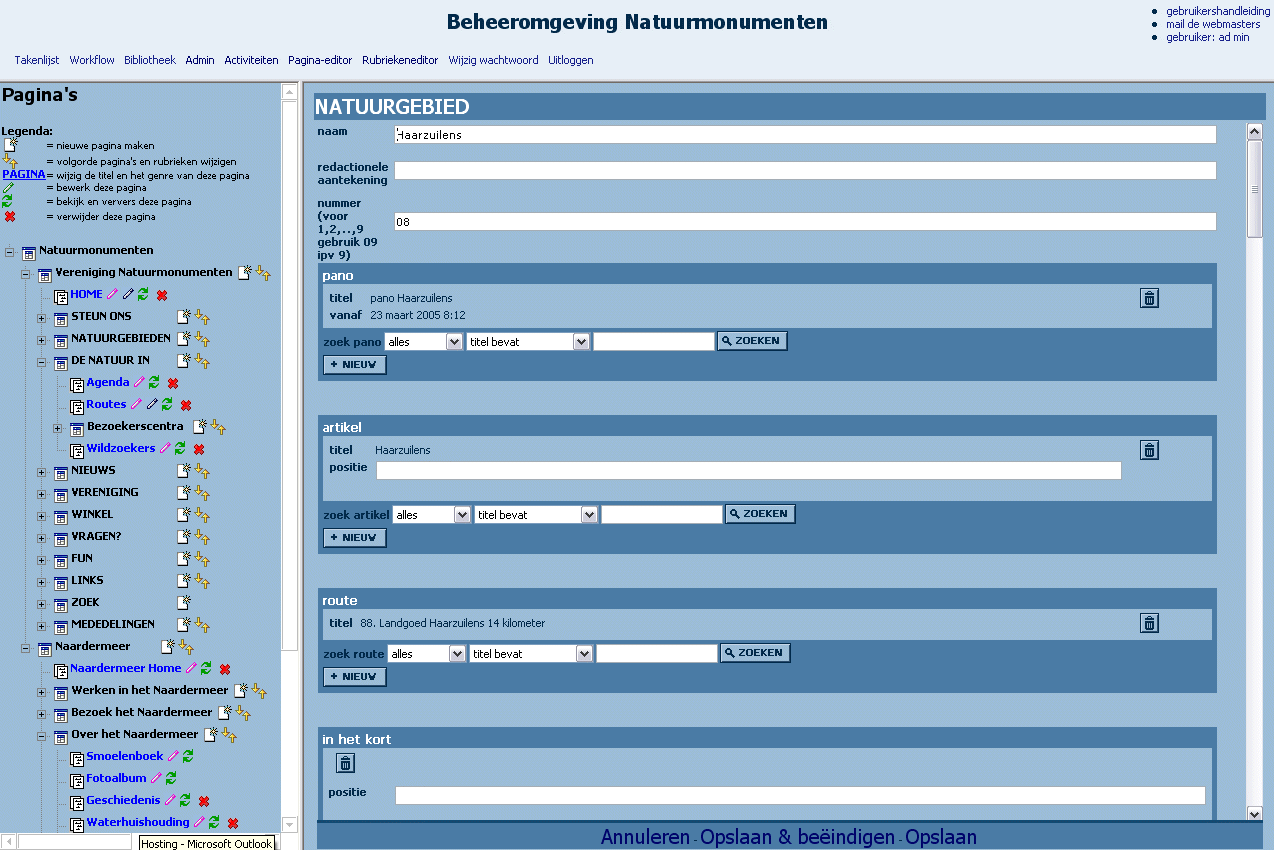 Beheeromgeving Natuurmonumenten
gebruikershandleiding
mail de webmasters
gebruiker: ad min
Takenlijst Workflow Bibliotheek Admin Activiteiten Pagina-editor Rubriekeneditor Wijzig wachtwoord Uitloggen
Pagina's
Legenda:
= nieuwe pagina maken
= volgorde pagina's en rubrieken wijzigen
PAGINA = wijzig de titel en het genre van deze pagina
= bewerk deze pagina
= bekijk en ververs deze pagina
= verwijder deze pagina
Natuurmonumenten
Vereniging Natuurmonumenten
HOME
STEUN ONS
NATUURGEBIEDEN
DE NATUUR IN
Agenda
Routes
Bezoekerscentra
Wildzoekers
NIEUWS
VERENIGING
WINKEL
VRAGEN?
FUN
LINKS
ZOEK
MEDEDELINGEN
Naardermeer
Naardermeer Home
Werken in het Naardermeer
Bezoek het Naardermeer
Over het Naardermeer
Smoelenboek
Fotoalbum
Geschiedenis
Waterhuishouding
Hosting - Microsoft Outlook
NATUURGEBIED
naam
Haarzuilens
redactionele
aantekening
nummer
(voor
1,2,..,9
gebruik 09
ipv 9)
08
pano
titel pano Haarzuilens
vanaf 23 maart 2005 8:12
zoek pano alles titel bevat ZOEKEN
+ NIEUW
artikel
titel Haarzuilens
positie
zoek artikel alles titel bevat ZOEKEN
+ NIEUW
route
titel 88. Landgoed Haarzuilens 14 kilometer
zoek route alles titel bevat ZOEKEN
+ NIEUW
in het kort
positie
Annuleren - Opslaan & beëindigen - Opslaan